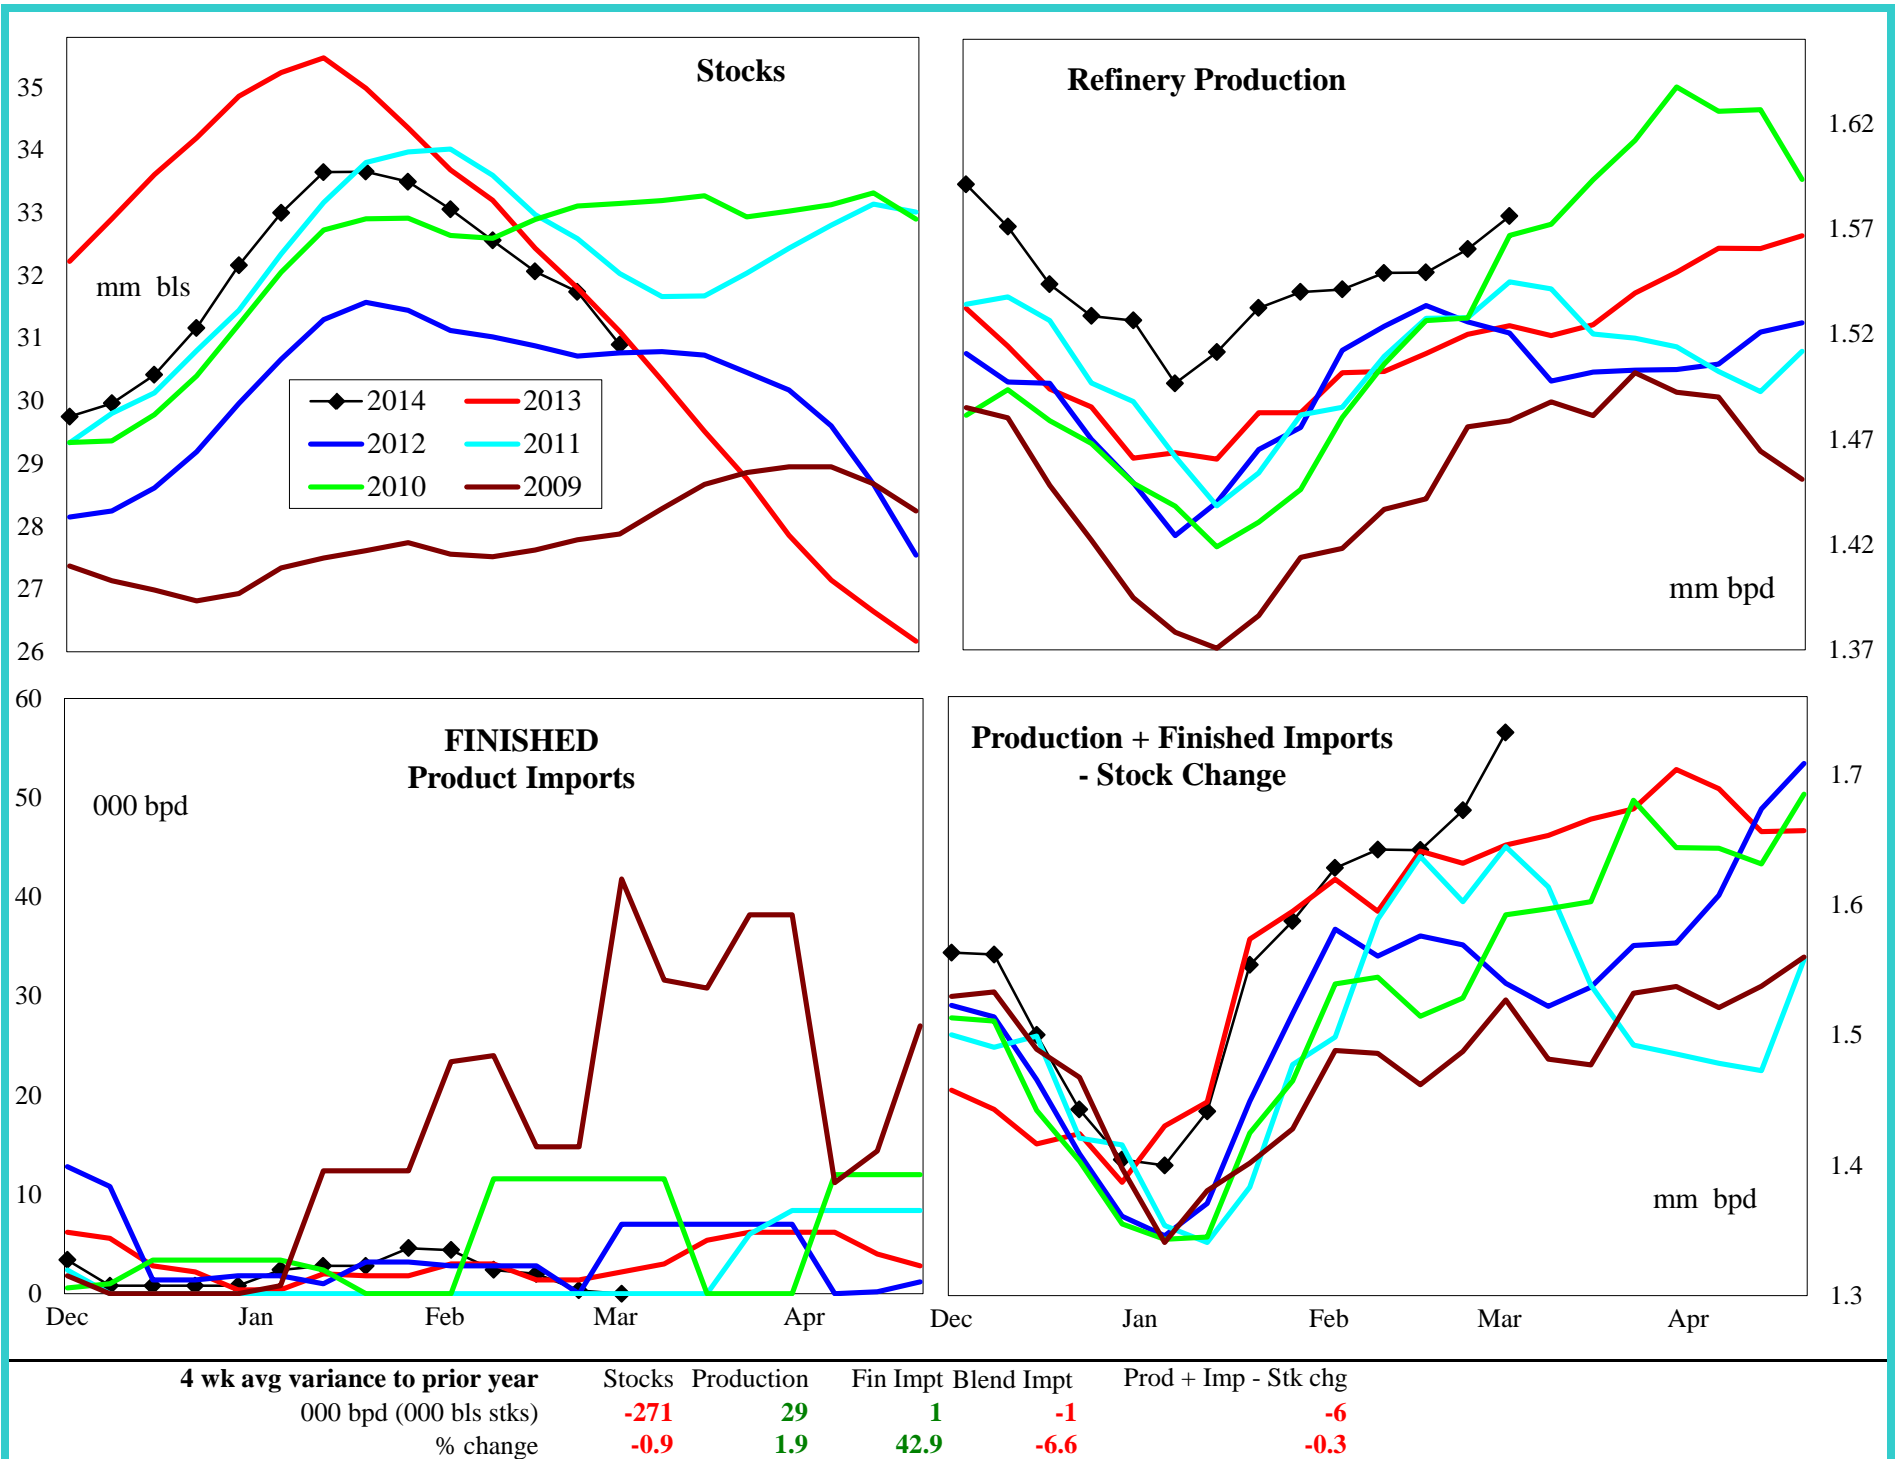 Stocks
35
34
33
32
31
30
29
28
27
26
mm bls
2014 2013
2012 2011
2010 2009
Refinery Production
1.62
1.57
1.52
1.47
1.42
1.37
mm bpd
FINISHED
Product Imports
60
50
40
30
20
10
0
000 bpd
Dec Jan Feb Mar Apr
Production + Finished Imports
- Stock Change
1.7
1.6
1.5
1.4
1.3
mm bpd
Dec Jan Feb Mar Apr
4 wk avg variance to prior year Stocks Production Fin Impt Blend Impt Prod + Imp - Stk chg
000 bpd (000 bls stks) -271 29 1 -1 -6
% change -0.9 1.9 42.9 -6.6 -0.3